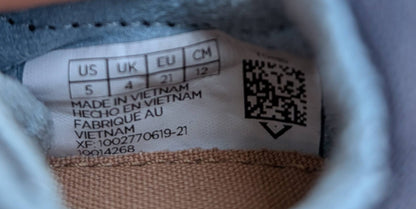 US UK EU CM
5 4 21 12
MADE IN VIETNAM
HECHO EN VIETNAM
FABRIQUE AU
VIETNAM
XF: 1002770619-21
19014268